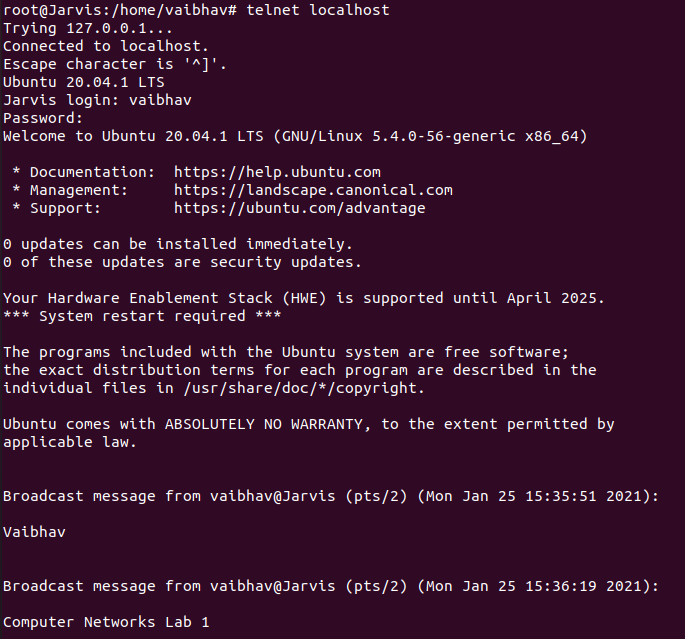 root@Jarvis:/home/vaibhav# telnet localhost
Trying 127.0.0.1...
Connected to localhost.
Escape character is '^]'.
Ubuntu 20.04.1 LTS
Jarvis login: vaibhav
Password:
Welcome to Ubuntu 20.04.1 LTS (GNU/Linux 5.4.0-56-generic x86_64)
* Documentation:  https://help.ubuntu.com
* Management:     https://landscape.canonical.com
* Support:        https://ubuntu.com/advantage
0 updates can be installed immediately.
0 of these updates are security updates.
Your Hardware Enablement Stack (HWE) is supported until April 2025.
*** System restart required ***
The programs included with the Ubuntu system are free software;
the exact distribution terms for each program are described in the
individual files in /usr/share/doc/*/copyright.
Ubuntu comes with ABSOLUTELY NO WARRANTY, to the extent permitted by
applicable law.
Broadcast message from vaibhav@Jarvis (pts/2) (Mon Jan 25 15:35:51 2021):
Vaibhav
Broadcast message from vaibhav@Jarvis (pts/2) (Mon Jan 25 15:36:19 2021):
Computer Networks Lab 1